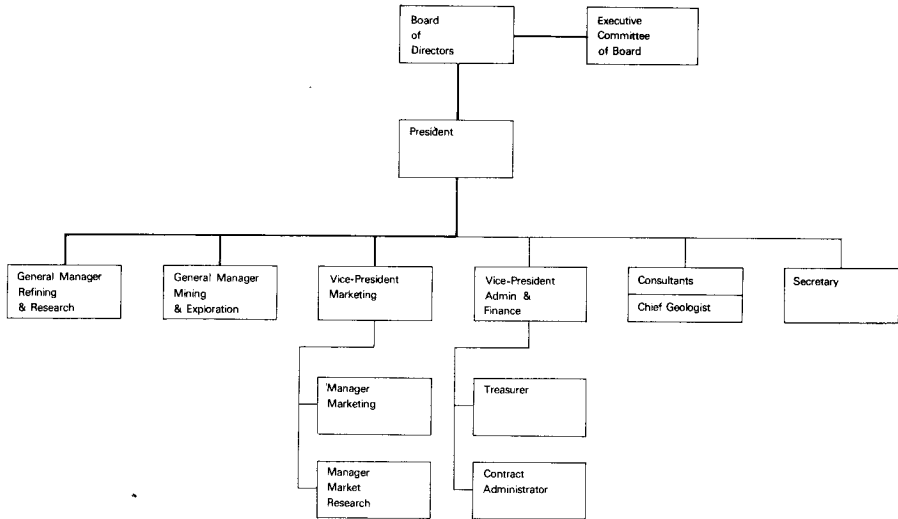 Board
of
Directors
Executive
Committee
of Board
President
General Manager
Refining
& Research
General Manager
Mining
& Exploration
Vice-President
Marketing
Vice-President
Admin &
Finance
Consultants
Chief Geologist
Secretary
Manager
Marketing
Treasurer
Manager
Market
Research
Contract
Administrator